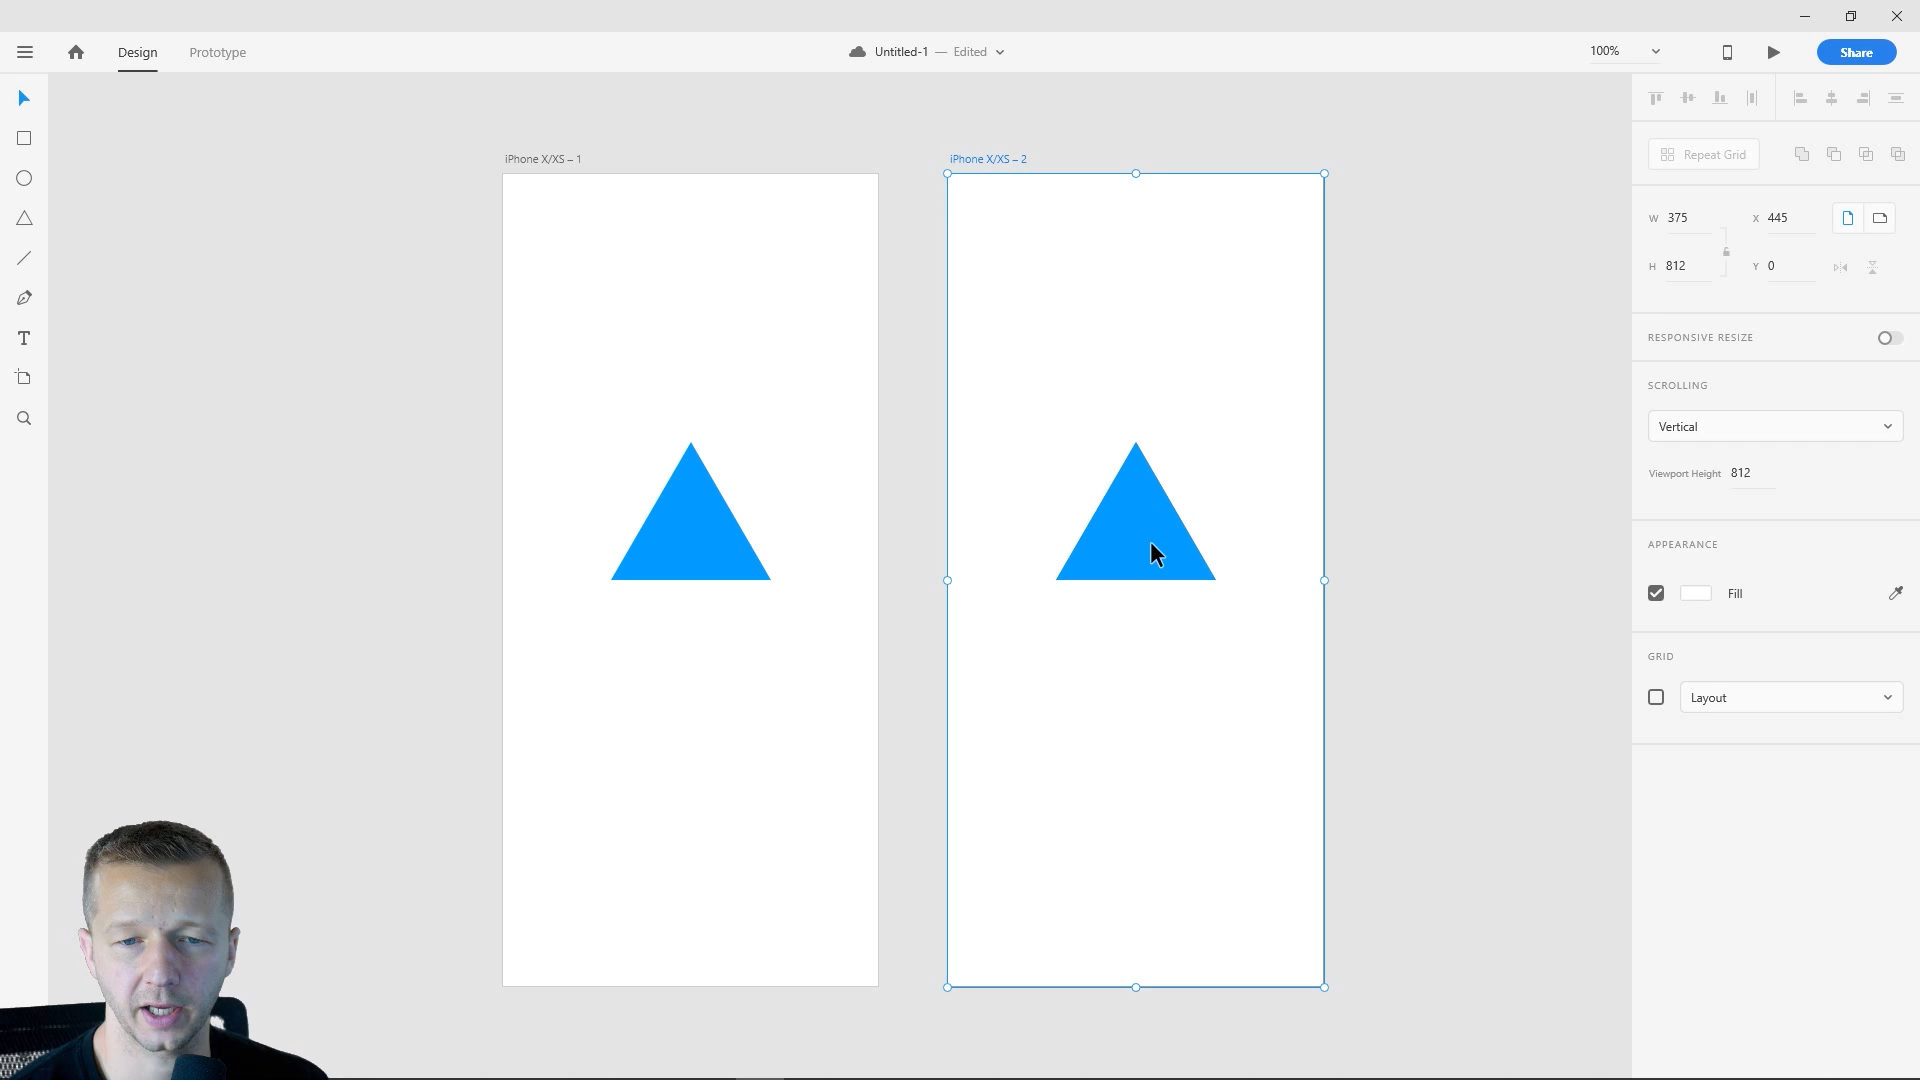 Design
Prototype
Untitled-1 — Edited
100%
Share
iPhone X/XS – 1
iPhone X/XS – 2
Repeat Grid
W 375
X 445
H 812
Y 0
RESPONSIVE RESIZE
SCROLLING
Vertical
Viewport Height 812
APPEARANCE
Fill
GRID
Layout